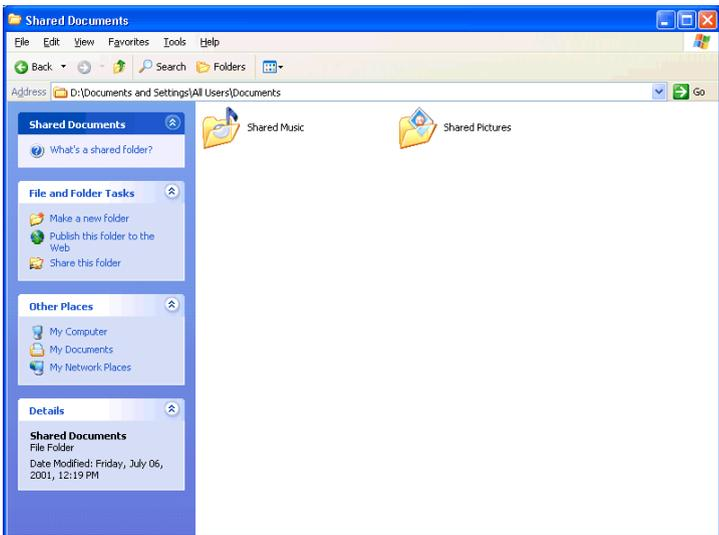 Shared Documents
File Edit View Favorites Tools Help
Back Search Folders
Address D:\Documents and Settings\All Users\Documents Go
Shared Documents
What's a shared folder?
File and Folder Tasks
Make a new folder
Publish this folder to the
Web
Share this folder
Other Places
My Computer
My Documents
My Network Places
Details
Shared Documents
File Folder
Date Modified: Friday, July 06,
2001, 12:19 PM
Shared Music Shared Pictures